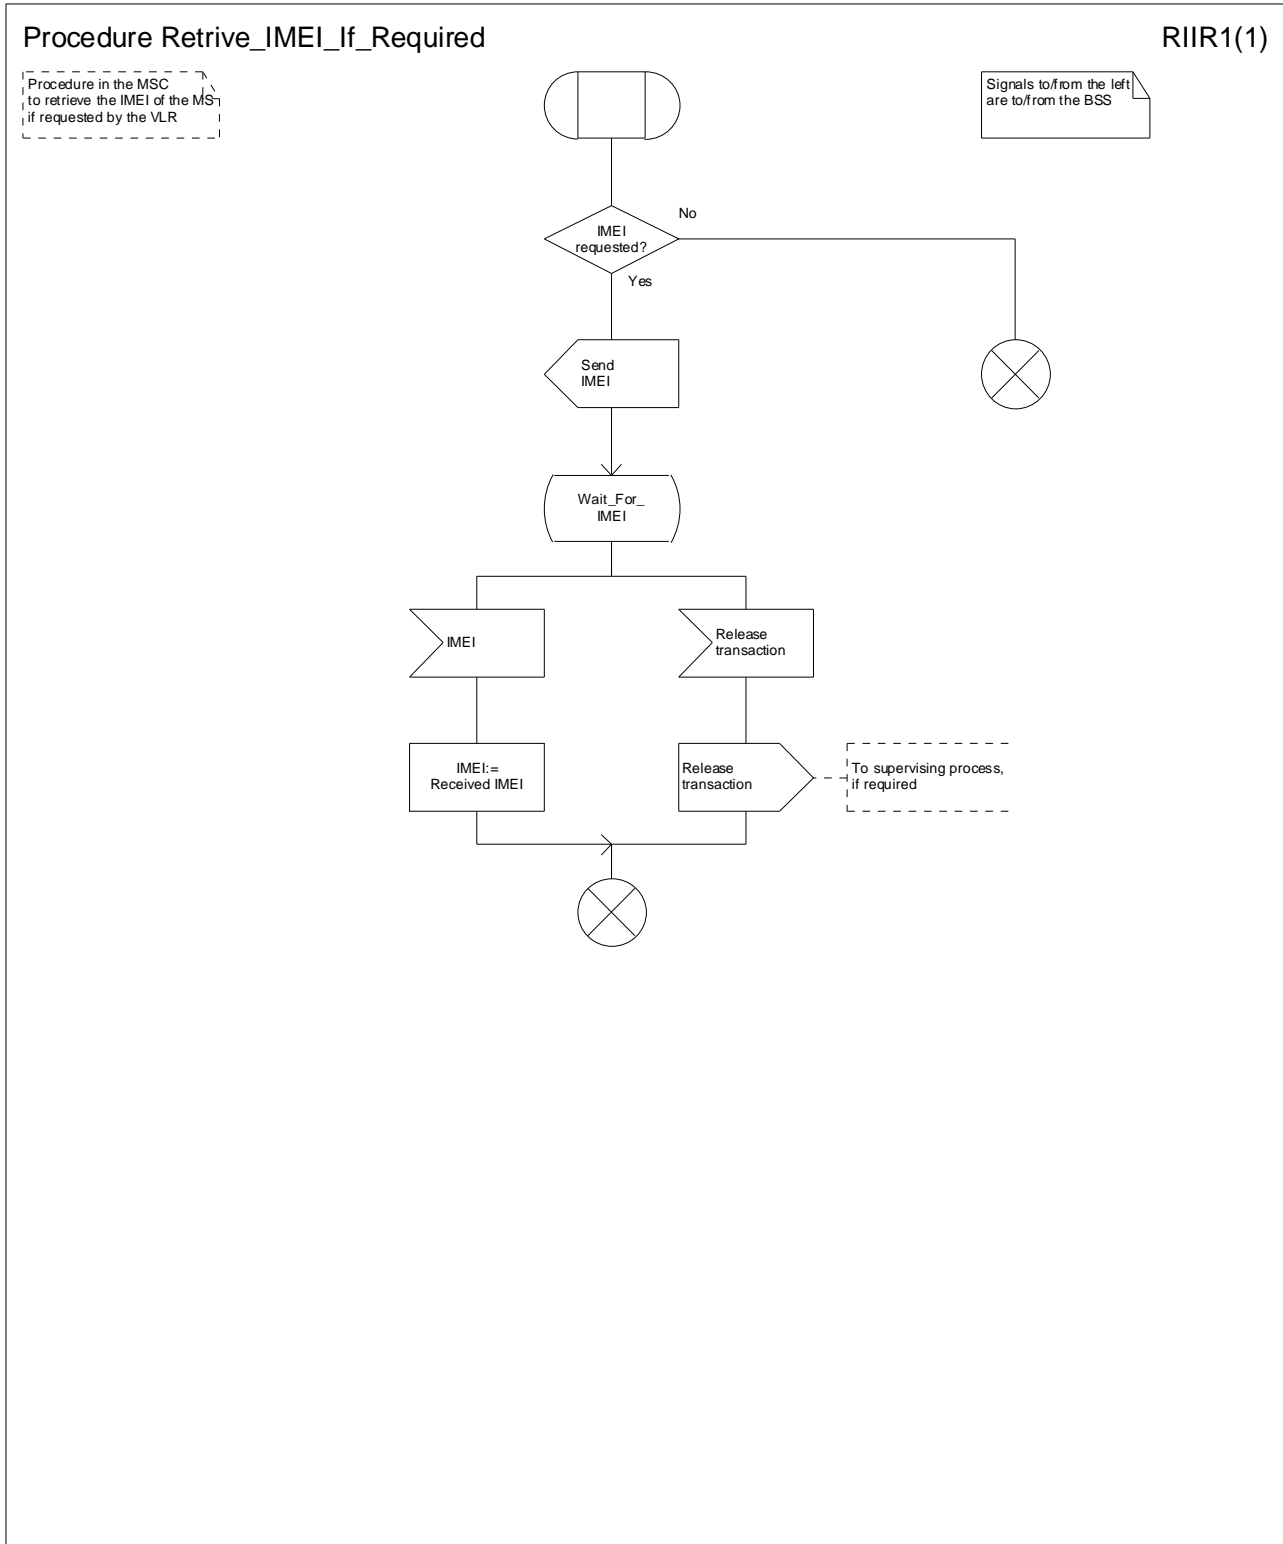 Procedure Retrive_IMEI_If_Required
RIIR1(1)
Procedure in the MSC
to retrieve the IMEI of the MS
if requested by the VLR
Signals to/from the left
are to/from the BSS
IMEI
requested?
No
Yes
Send
IMEI
Wait_For_
IMEI
IMEI
Release
transaction
IMEI:=
Received IMEI
Release
transaction
To supervising process,
if required